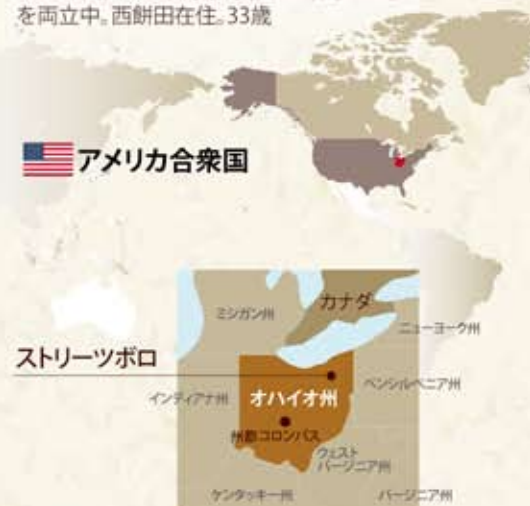 を両立中。西餅田在住。33歳
アメリカ合衆国
ミシガン州
カナダ
ニューヨーク州
ストリーツボロ
ペンシルベニア州
インディアナ州
オハイオ州
州都コロンバス
ウェスト
バージニア州
ケンタッキー州
バージニア州